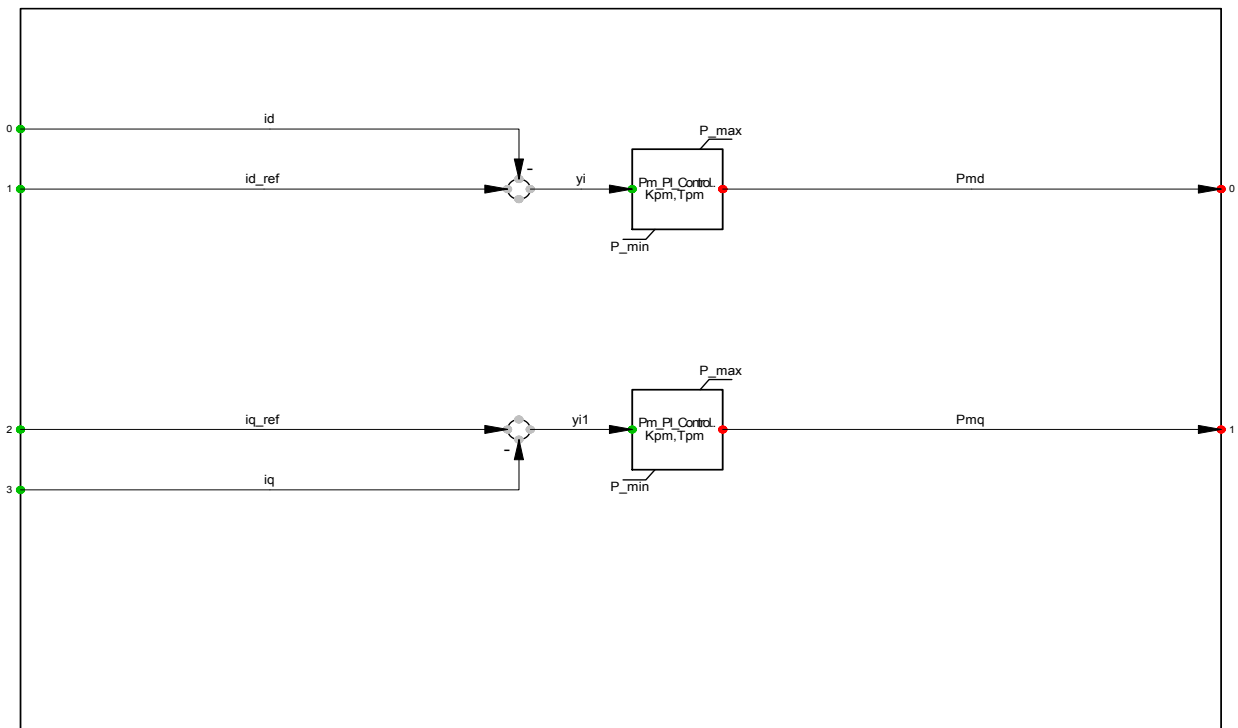 0
id
P_max
-
1
id_ref
yi
Pm_PI_Control..
Kpm,Tpm
Pmd
0
P_min
P_max
2
iq_ref
yi1
Pm_PI_Control..
Kpm,Tpm
Pmq
1
-
P_min
3
iq